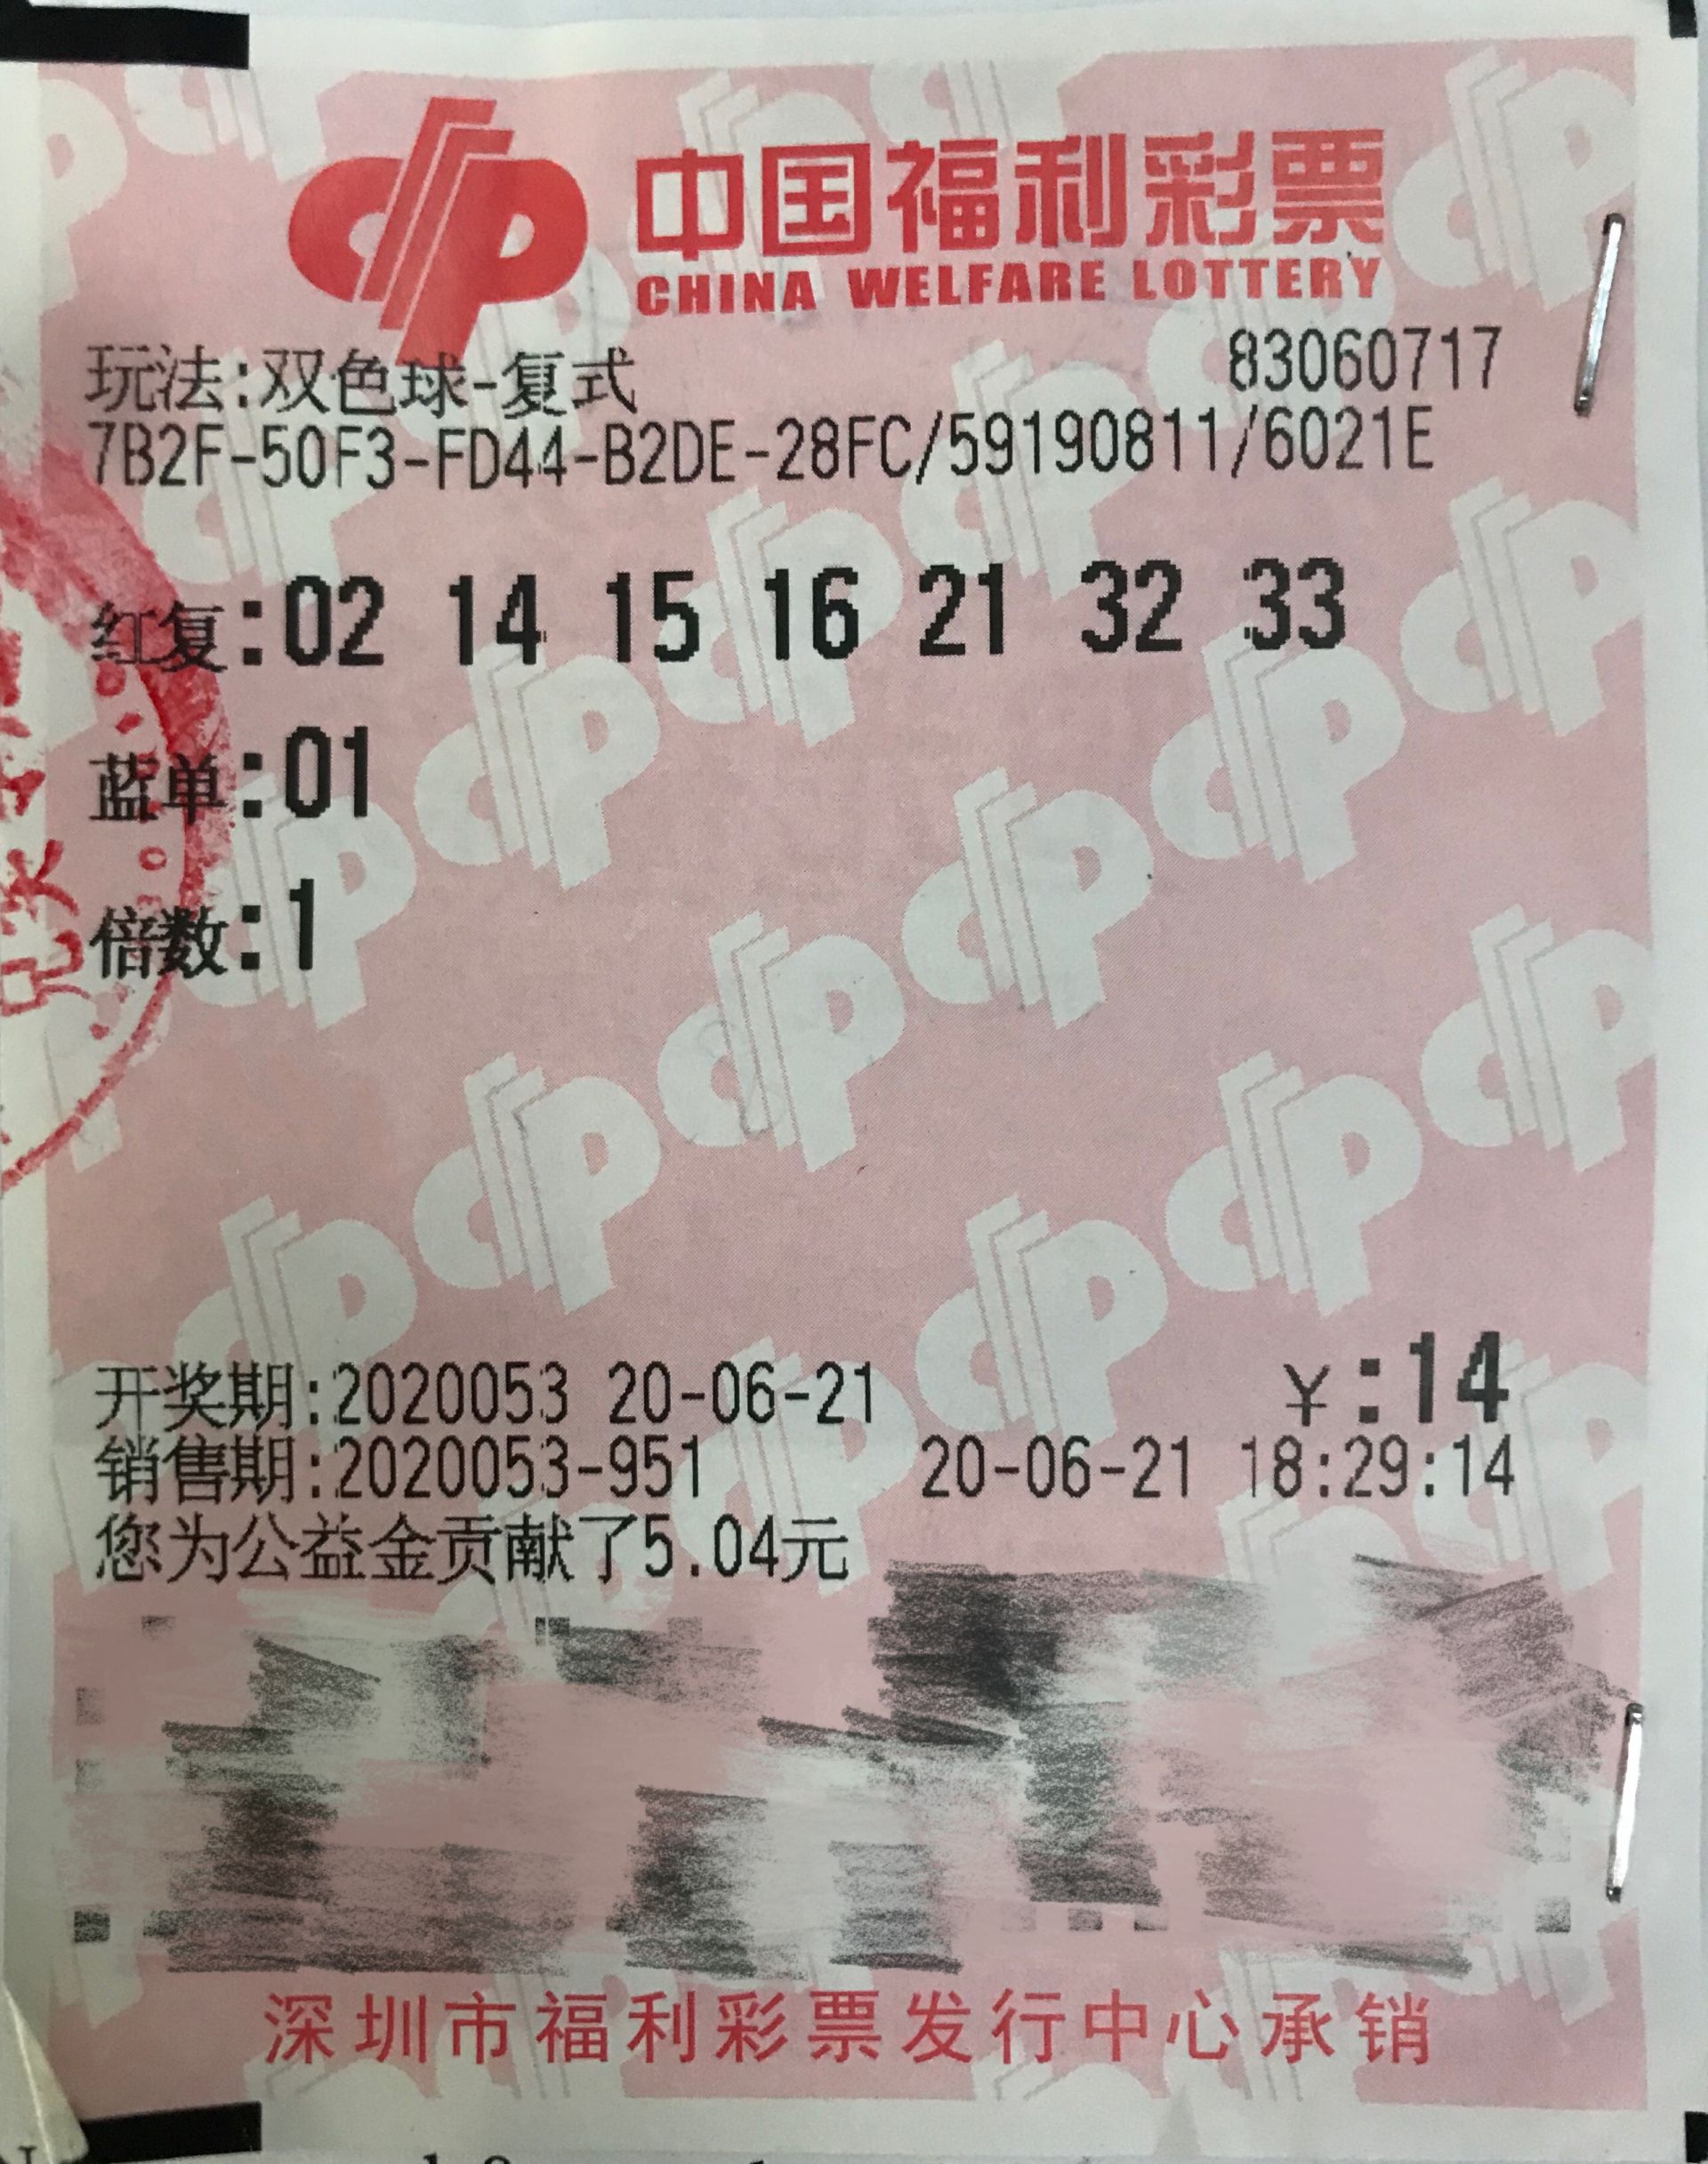 中国福利彩票
CHINA WELFARE LOTTERY
玩法:双色球-复式 83060717
7B2F-50F3-FD44-B2DE-28FC/59190811/6021E
红复:02 14 15 16 21 32 33
蓝单:01
倍数:1
开奖期:2020053 20-06-21 ¥:14
销售期:2020053-951 20-06-21 18:29:14
您为公益金贡献了5.04元
深圳市福利彩票发行中心承销